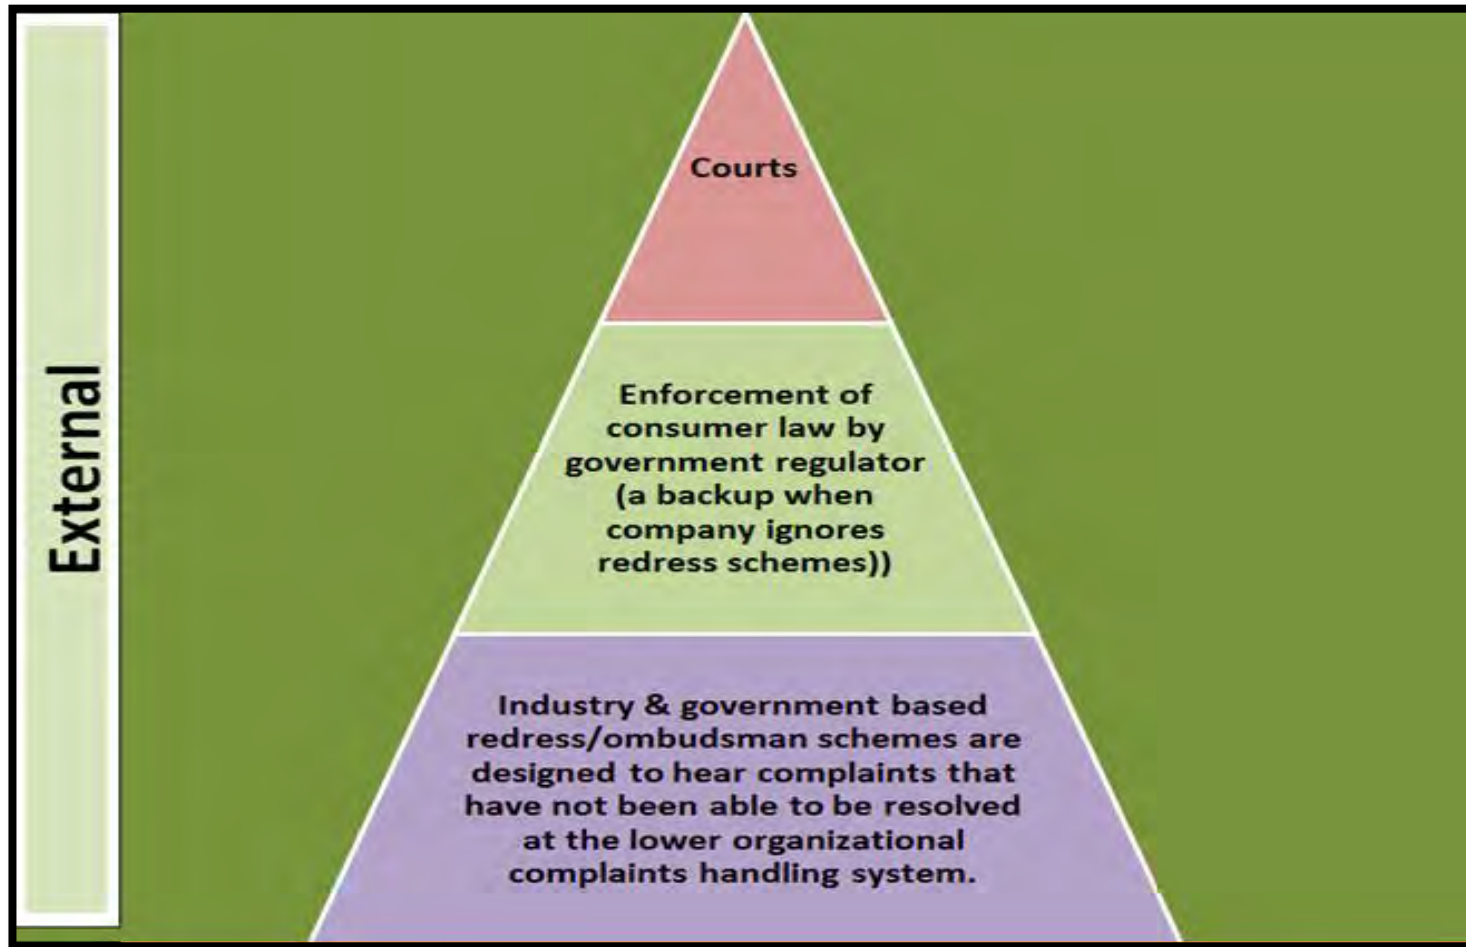 External
Courts
Enforcement of
consumer law by
government regulator
(a backup when
company ignores
redress schemes))
Industry & government based
redress/ombudsman schemes are
designed to hear complaints that
have not been able to be resolved
at the lower organizational
complaints handling system.